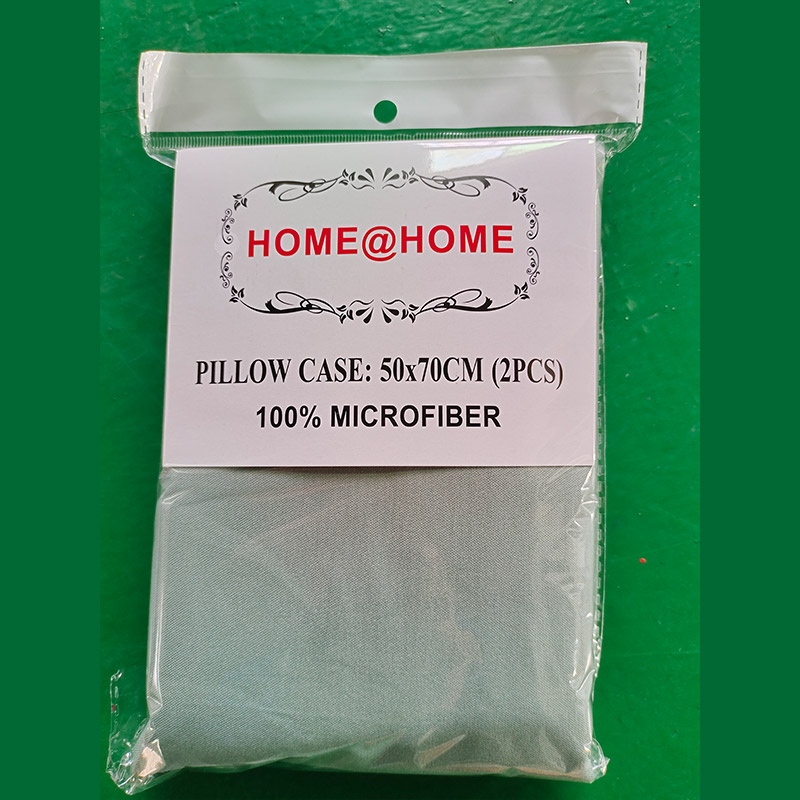 HOME@HOME
PILLOW CASE: 50x70CM (2PCS)
100% MICROFIBER